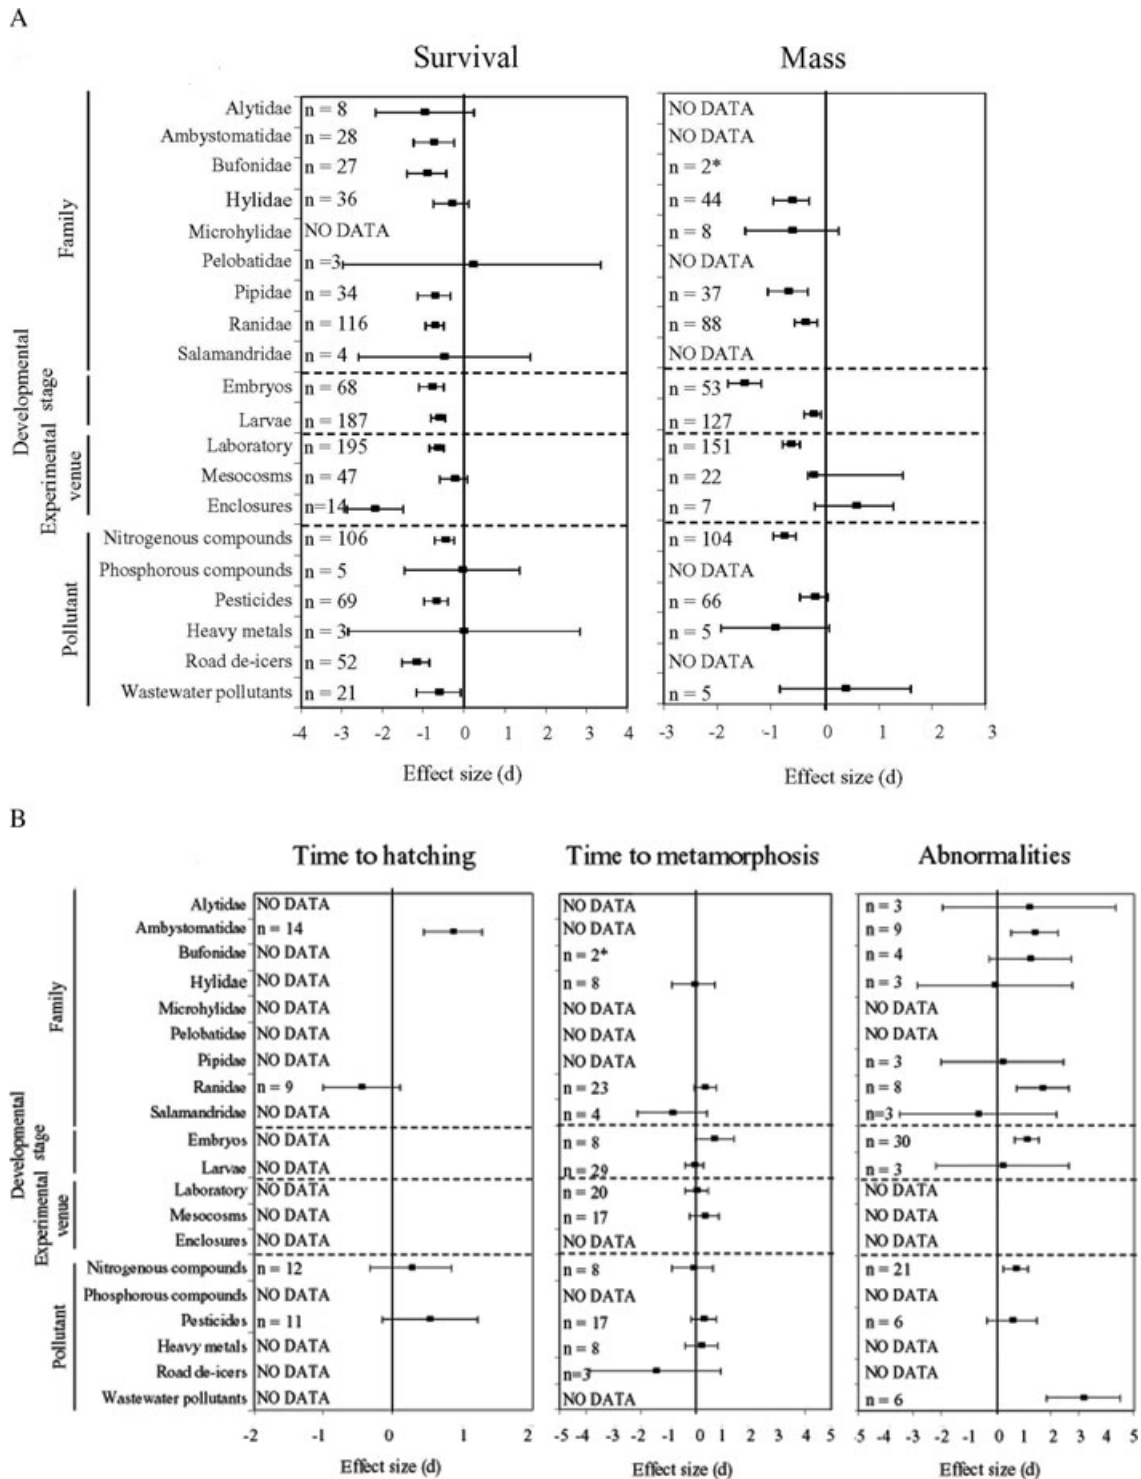 A
Survival Mass
Alytidae n = 8 NO DATA
Ambystomatidae n = 28 NO DATA
Bufonidae n = 27 n = 2*
Hylidae n = 36 n = 44
Microhylidae NO DATA n = 8
Pelobatidae n =3 NO DATA
Pipidae n = 34 n = 37
Ranidae n = 116 n = 88
Salamandridae n = 4 NO DATA
Embryos n = 68 n = 53
Larvae n = 187 n = 127
Laboratory n = 195 n = 151
Mesocosms n = 47 n = 22
Enclosures n=14 n = 7
Nitrogenous compounds n = 106 n = 104
Phosphorous compounds n = 5 NO DATA
Pesticides n = 69 n = 66
Heavy metals n = 3 n = 5
Road de-icers n = 52 NO DATA
Wastewater pollutants n = 21 n = 5
Family
Developmental
stage
Experimental
venue
Pollutant
-4 -3 -2 -1 0 1 2 3 4 -3 -2 -1 0 1 2 3
Effect size (d) Effect size (d)
B
Time to hatching Time to metamorphosis Abnormalities
Alytidae NO DATA NO DATA n = 3
Ambystomatidae n = 14 NO DATA n = 9
Bufonidae NO DATA n = 2* n = 4
Hylidae NO DATA n = 8 n = 3
Microhylidae NO DATA NO DATA NO DATA
Pelobatidae NO DATA NO DATA NO DATA
Pipidae NO DATA NO DATA n = 3
Ranidae n = 9 n = 23 n = 8
Salamandridae NO DATA n = 4 n=3
Embryos NO DATA n = 8 n = 30
Larvae NO DATA n = 29 n = 3
Laboratory NO DATA n = 20 NO DATA
Mesocosms NO DATA n = 17 NO DATA
Enclosures NO DATA NO DATA NO DATA
Nitrogenous compounds n = 12 n = 8 n = 21
Phosphorous compounds NO DATA NO DATA NO DATA
Pesticides n = 11 n = 17 n = 6
Heavy metals NO DATA n = 8 NO DATA
Road de-icers NO DATA n=3 NO DATA
Wastewater pollutants NO DATA NO DATA n = 6
Family
Developmental
stage
Experimental
venue
Pollutant
-2 -1 0 1 2 -5 -4 -3 -2 -1 0 1 2 3 4 5 -5 -4 -3 -2 -1 0 1 2 3 4 5
Effect size (d) Effect size (d) Effect size (d)